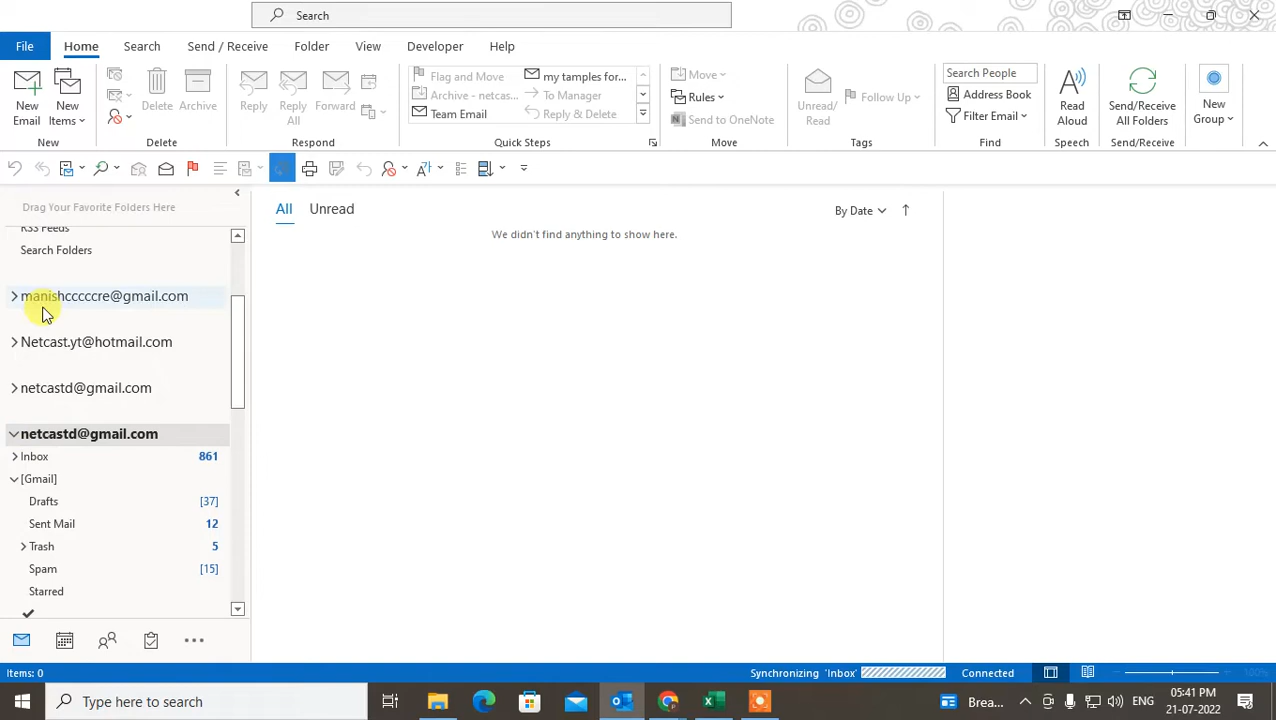 Search
File Home Search Send / Receive Folder View Developer Help
New Email
New Items
Delete
Archive
Reply
Reply All
Forward
Flag and Move
Archive - netcas...
Team Email
my tamples for...
To Manager
Reply & Delete
Move
Rules
Send to OneNote
Unread/ Read
Follow Up
Search People
Address Book
Filter Email
Read Aloud
Send/Receive All Folders
New Group
New Delete Respond Quick Steps Move Tags Find Speech Send/Receive
Drag Your Favorite Folders Here
All Unread By Date
We didn't find anything to show here.
RSS Feeds
Search Folders
manishcccccre@gmail.com
Netcast.yt@hotmail.com
netcastd@gmail.com
netcastd@gmail.com
Inbox 861
[Gmail]
Drafts [37]
Sent Mail 12
Trash 5
Spam [15]
Starred
Items: 0 Synchronizing 'Inbox' Connected 100%
Type here to search Brea... ENG 05:41 PM
21-07-2022